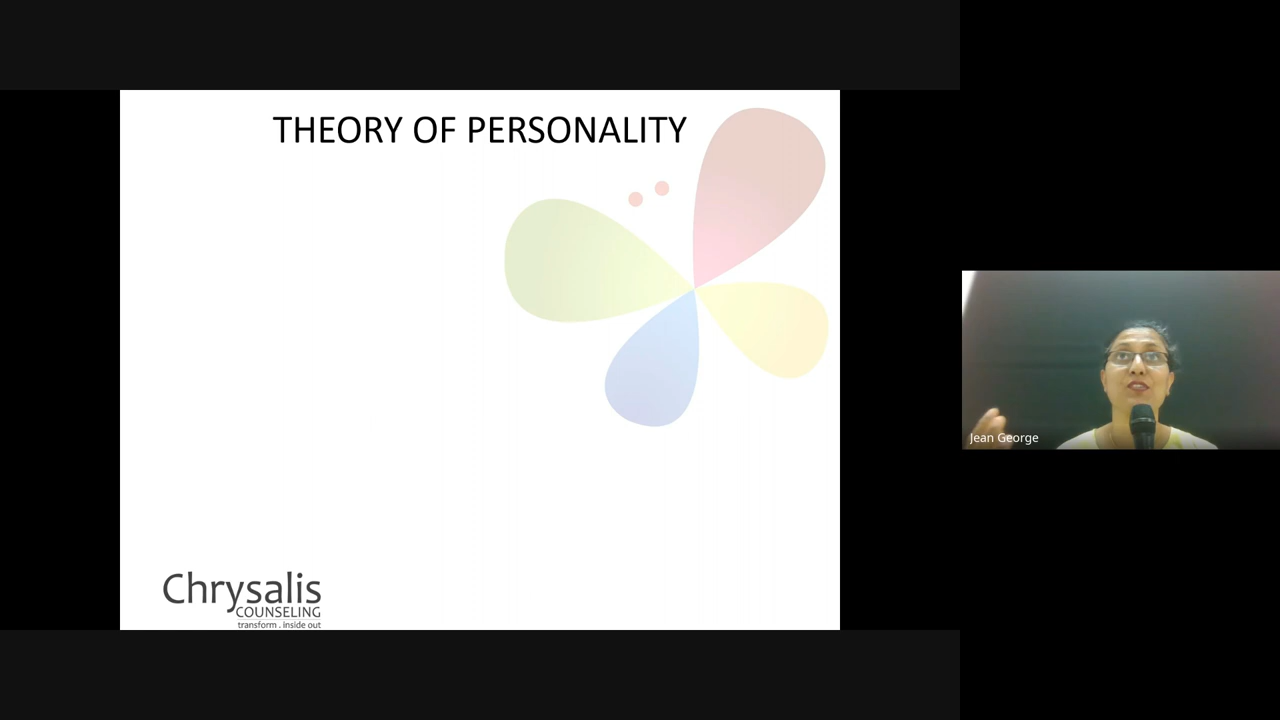 THEORY OF PERSONALITY
Chrysalis
COUNSELING
transform . inside out
Jean George